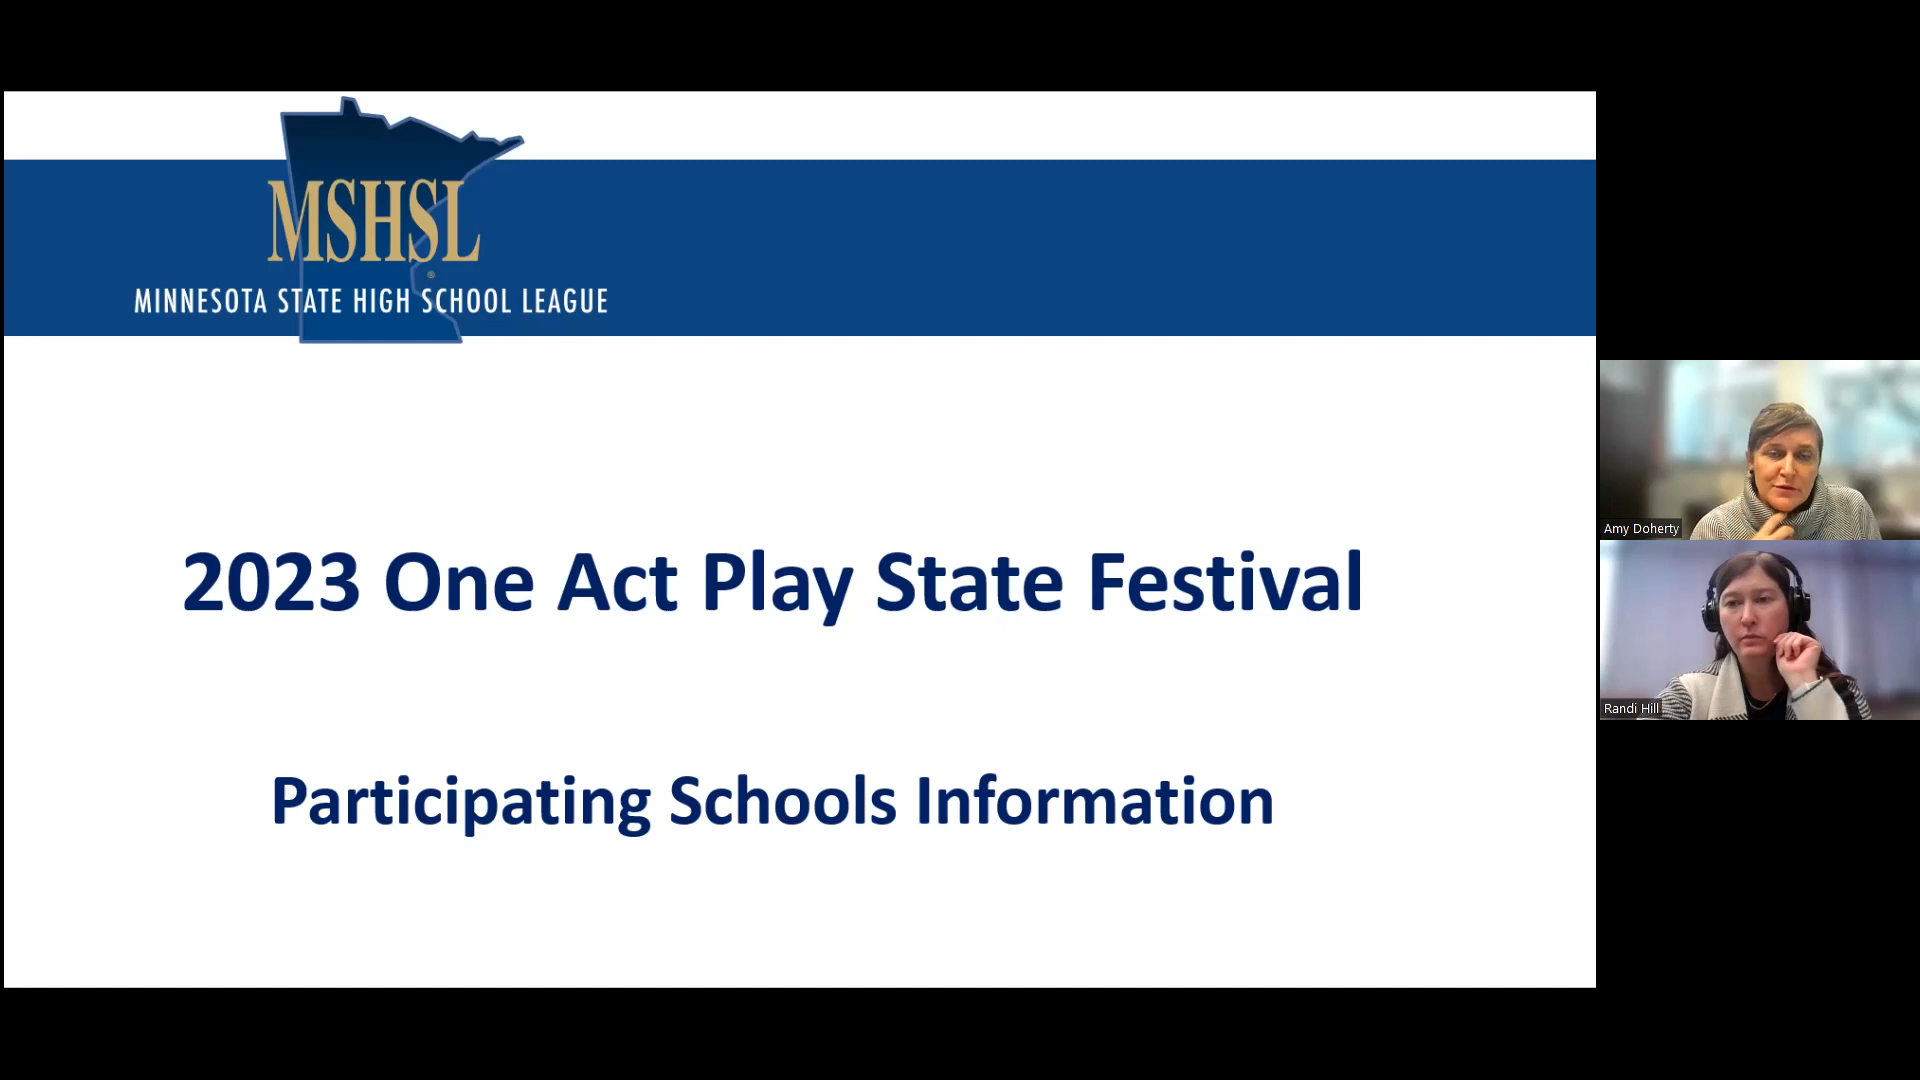 MSHSL
®
MINNESOTA STATE HIGH SCHOOL LEAGUE
2023 One Act Play State Festival
Participating Schools Information
Amy Doherty
Randi Hill